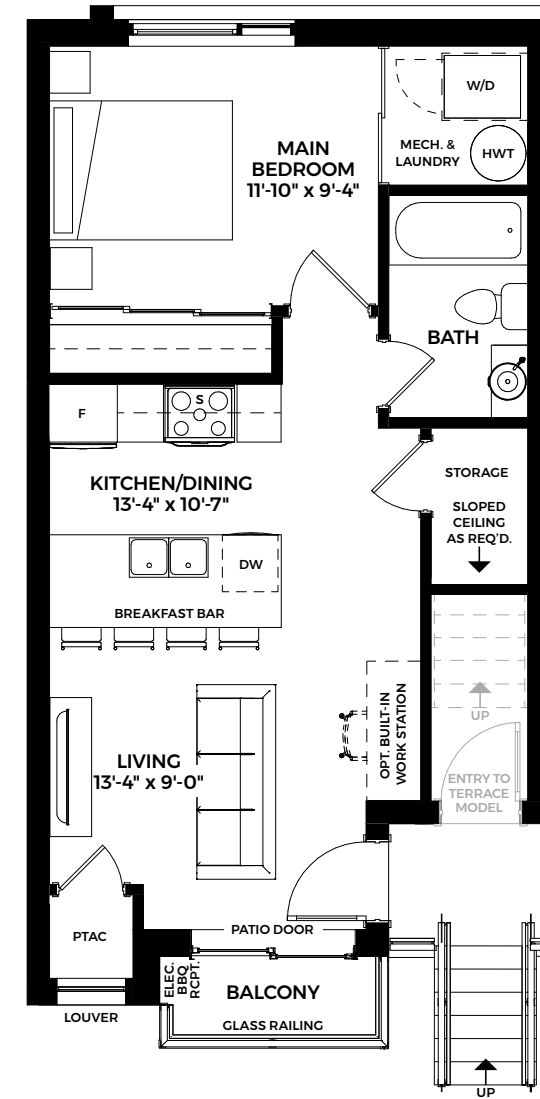 W/D
MECH. &
LAUNDRY
HWT
MAIN
BEDROOM
11'-10" x 9'-4"
BATH
F
S
KITCHEN/DINING
13'-4" x 10'-7"
STORAGE
SLOPED
CEILING
AS REQ'D.
DW
BREAKFAST BAR
OPT. BUILT-IN
WORK STATION
UP
LIVING
13'-4" x 9'-0"
ENTRY TO
TERRACE
MODEL
PTAC
PATIO DOOR
ELEC.
BBQ
RCPT.
BALCONY
GLASS RAILING
LOUVER
UP